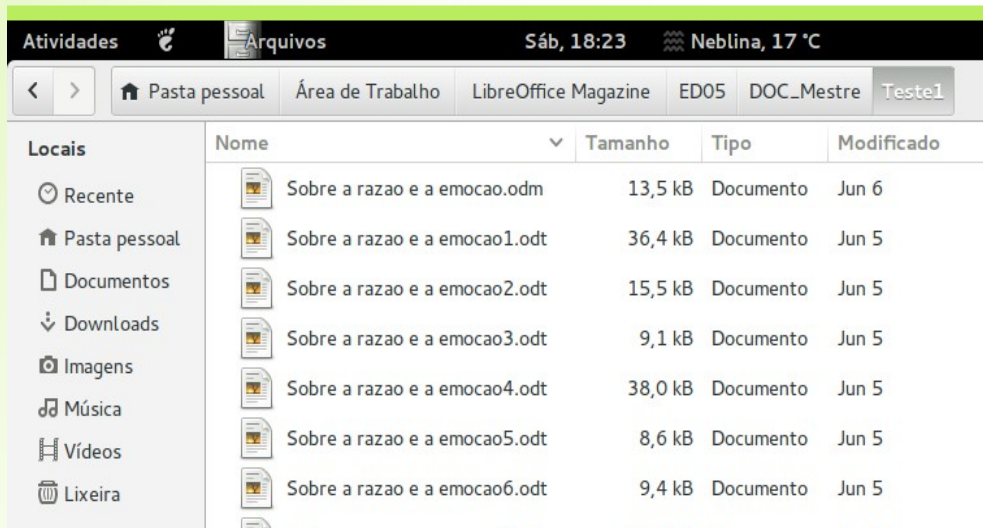 Atividades Arquivos Sáb, 18:23 Neblina, 17 °C
Pasta pessoal Área de Trabalho LibreOffice Magazine ED05 DOC_Mestre Teste1
Locais
Recente
Pasta pessoal
Documentos
Downloads
Imagens
Música
Vídeos
Lixeira
Nome Tamanho Tipo Modificado
Sobre a razao e a emocao.odm 13,5 kB Documento Jun 6
Sobre a razao e a emocao1.odt 36,4 kB Documento Jun 5
Sobre a razao e a emocao2.odt 15,5 kB Documento Jun 5
Sobre a razao e a emocao3.odt 9,1 kB Documento Jun 5
Sobre a razao e a emocao4.odt 38,0 kB Documento Jun 5
Sobre a razao e a emocao5.odt 8,6 kB Documento Jun 5
Sobre a razao e a emocao6.odt 9,4 kB Documento Jun 5